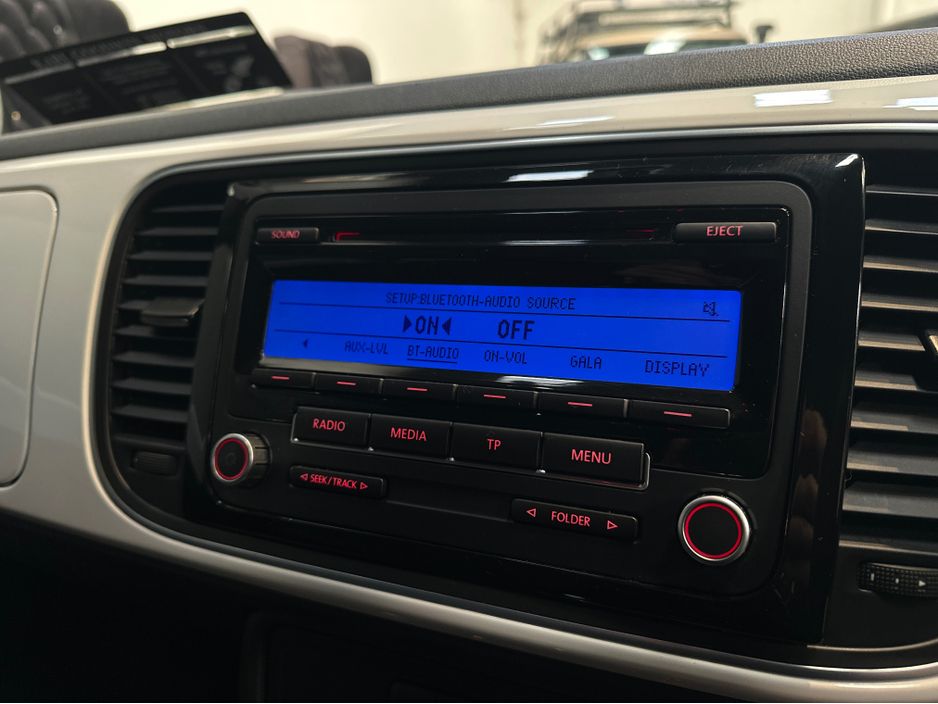 SOUND
EJECT
SETUP:BLUETOOTH-AUDIO SOURCE
ON OFF
AUX-LVL BT-AUDIO ON-VOL GALA DISPLAY
RADIO MEDIA TP MENU
SEEK/TRACK
FOLDER